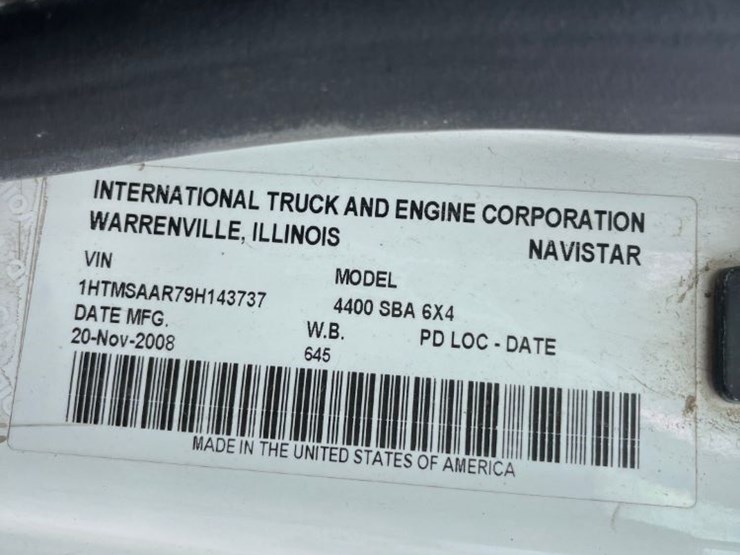 INTERNATIONAL TRUCK AND ENGINE CORPORATION
WARRENVILLE, ILLINOIS NAVISTAR
VIN MODEL
1HTMSAAR79H143737 4400 SBA 6X4
DATE MFG. W.B. PD LOC - DATE
20-Nov-2008 645
MADE IN THE UNITED STATES OF AMERICA